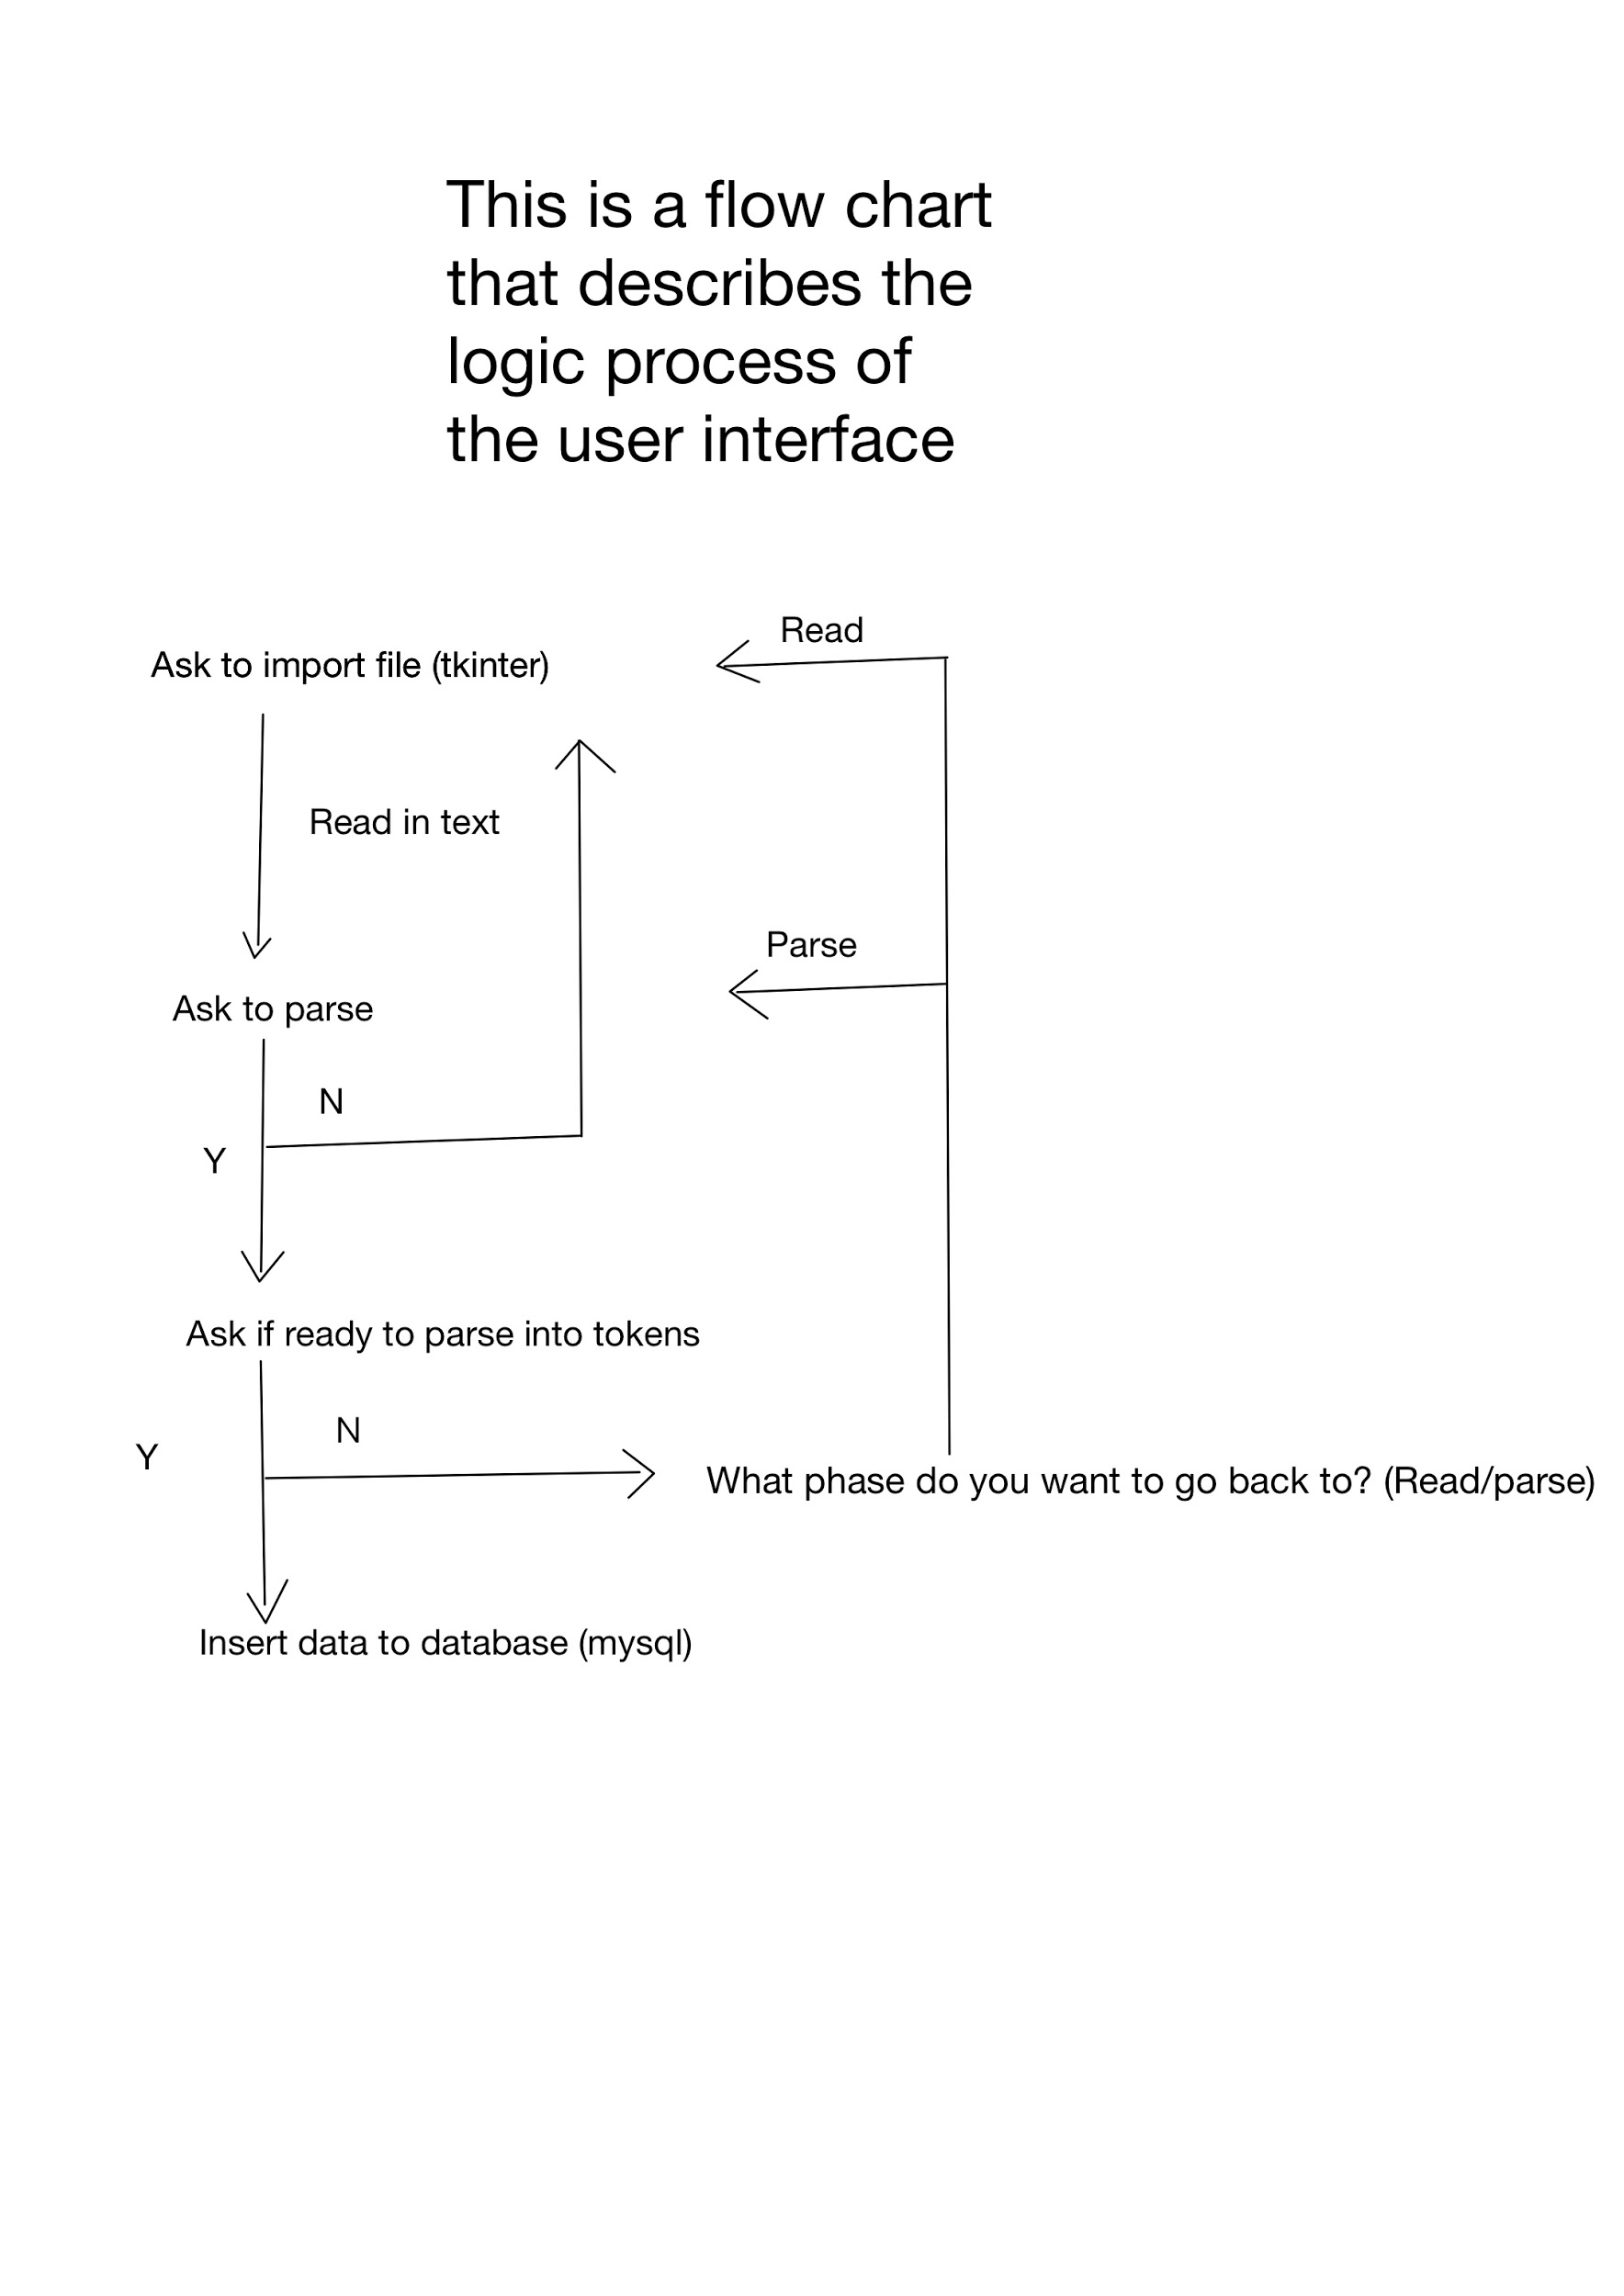 This is a flow chart
that describes the
logic process of
the user interface
Read
Ask to import file (tkinter)
Read in text
Parse
Ask to parse
N
Y
Ask if ready to parse into tokens
N
Y
What phase do you want to go back to? (Read/parse)
Insert data to database (mysql)